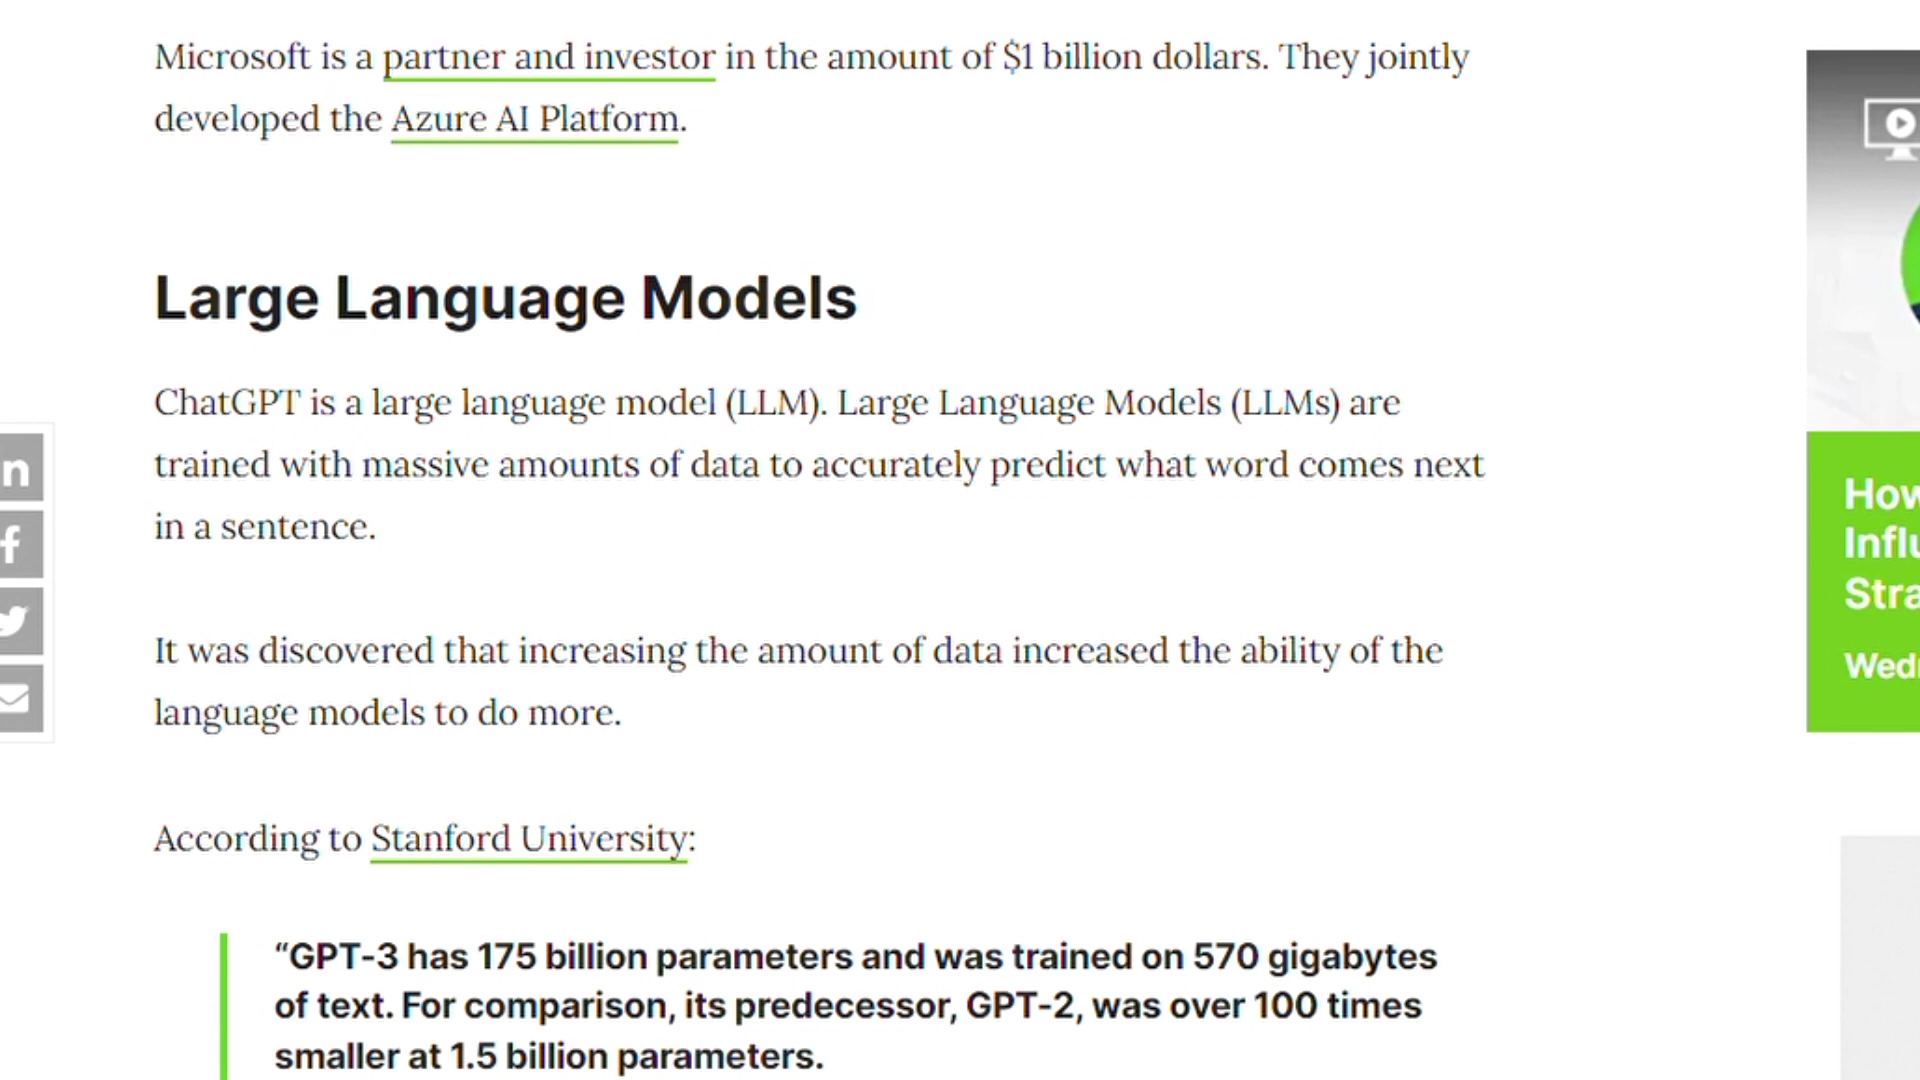 Microsoft is a partner and investor in the amount of $1 billion dollars. They jointly
developed the Azure AI Platform.
Large Language Models
ChatGPT is a large language model (LLM). Large Language Models (LLMs) are
trained with massive amounts of data to accurately predict what word comes next
in a sentence.
It was discovered that increasing the amount of data increased the ability of the
language models to do more.
According to Stanford University:
“GPT-3 has 175 billion parameters and was trained on 570 gigabytes
of text. For comparison, its predecessor, GPT-2, was over 100 times
smaller at 1.5 billion parameters.
in
f
How